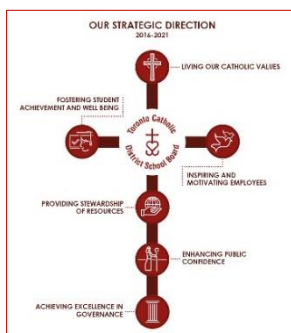 OUR STRATEGIC DIRECTION
2016-2021
LIVING OUR CATHOLIC VALUES
FOSTERING STUDENT
ACHIEVEMENT AND WELL BEING
Toronto Catholic
District School Board
INSPIRING AND
MOTIVATING EMPLOYEES
PROVIDING STEWARDSHIP
OF RESOURCES
ENHANCING PUBLIC
CONFIDENCE
ACHIEVING EXCELLENCE IN
GOVERNANCE